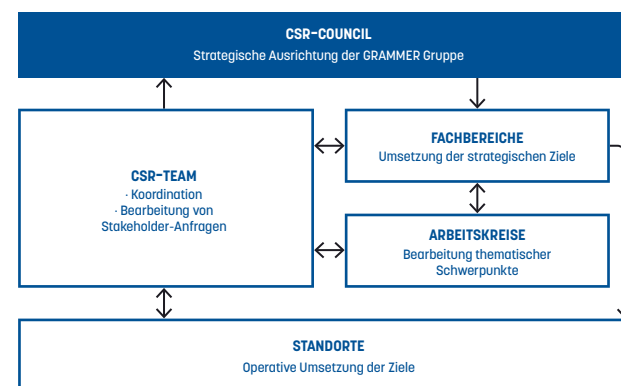 CSR-COUNCIL
Strategische Ausrichtung der GRAMMER Gruppe
CSR-TEAM
· Koordination
· Bearbeitung von
Stakeholder-Anfragen
FACHBEREICHE
Umsetzung der strategischen Ziele
ARBEITSKREISE
Bearbeitung thematischer
Schwerpunkte
STANDORTE
Operative Umsetzung der Ziele